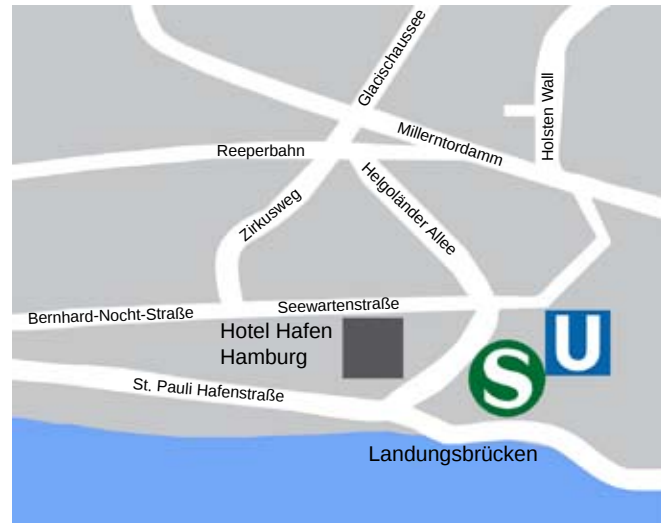 Glacischaussee
Holsten Wall
Millerntordamm
Reeperbahn
Helgoländer Allee
Zirkusweg
Seewartenstraße
Bernhard-Nocht-Straße
Hotel Hafen
Hamburg
U
S
St. Pauli Hafenstraße
Landungsbrücken